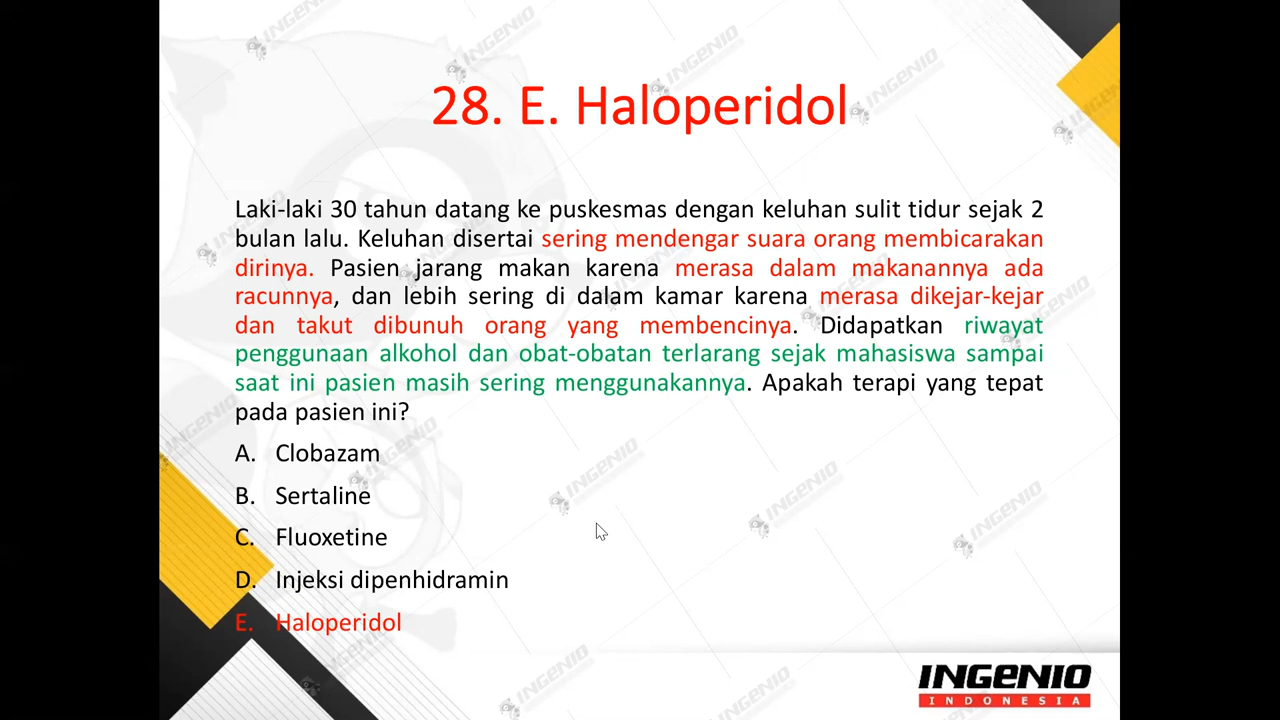 28. E. Haloperidol
Laki-laki 30 tahun datang ke puskesmas dengan keluhan sulit tidur sejak 2
bulan lalu. Keluhan disertai sering mendengar suara orang membicarakan
dirinya. Pasien jarang makan karena merasa dalam makanannya ada
racunnya, dan lebih sering di dalam kamar karena merasa dikejar-kejar
dan takut dibunuh orang yang membencinya. Didapatkan riwayat
penggunaan alkohol dan obat-obatan terlarang sejak mahasiswa sampai
saat ini pasien masih sering menggunakannya. Apakah terapi yang tepat
pada pasien ini?
A. Clobazam
B. Sertaline
C. Fluoxetine
D. Injeksi dipenhidramin
E. Haloperidol
INGENIO
INDONESIA